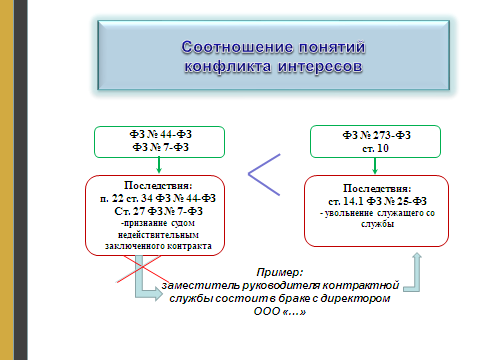 Соотношение понятий
конфликта интересов
ФЗ № 44-ФЗ
ФЗ № 7-ФЗ
ФЗ № 273-ФЗ
ст. 10
Последствия:
п. 22 ст. 34 ФЗ № 44-ФЗ
Ст. 27 ФЗ № 7-ФЗ
-признание судом
недействительным
заключенного контракта
Последствия:
ст. 14.1 ФЗ № 25-ФЗ
- увольнение служащего со
службы
Пример:
заместитель руководителя контрактной
службы состоит в браке с директором
ООО «…»